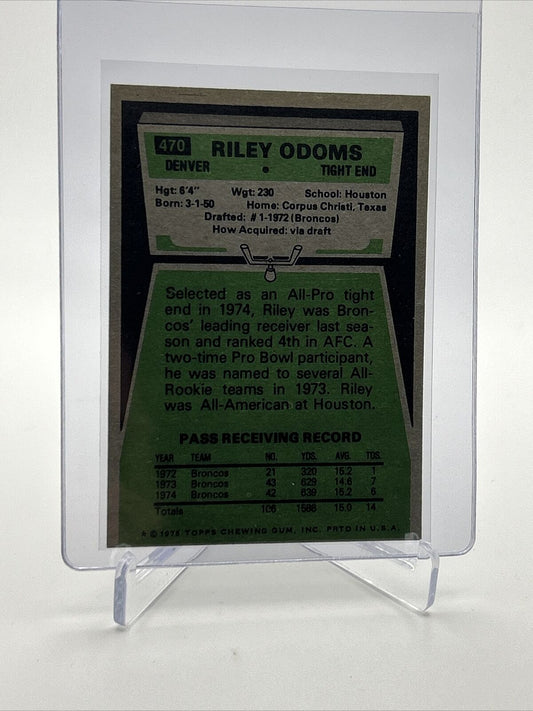 470 RILEY ODOMS
DENVER • TIGHT END
Hgt: 6'4" Wgt: 230 School: Houston
Born: 3-1-50 Home: Corpus Christi, Texas
Drafted: #1-1972 (Broncos)
How Acquired: via draft
Selected as an All-Pro tight
end in 1974, Riley was Bron-
cos' leading receiver last sea-
son and ranked 4th in AFC. A
two-time Pro Bowl participant,
he was named to several All-
Rookie teams in 1973. Riley
was All-American at Houston.
PASS RECEIVING RECORD
YEAR TEAM NO. YDS. AVG. TDS.
1972 Broncos 21 320 15.2 1
1973 Broncos 43 629 14.6 7
1974 Broncos 42 639 15.2 6
Totals 106 1588 15.0 14
* © 1975 TOPPS CHEWING GUM, INC. PRTD IN U.S.A.